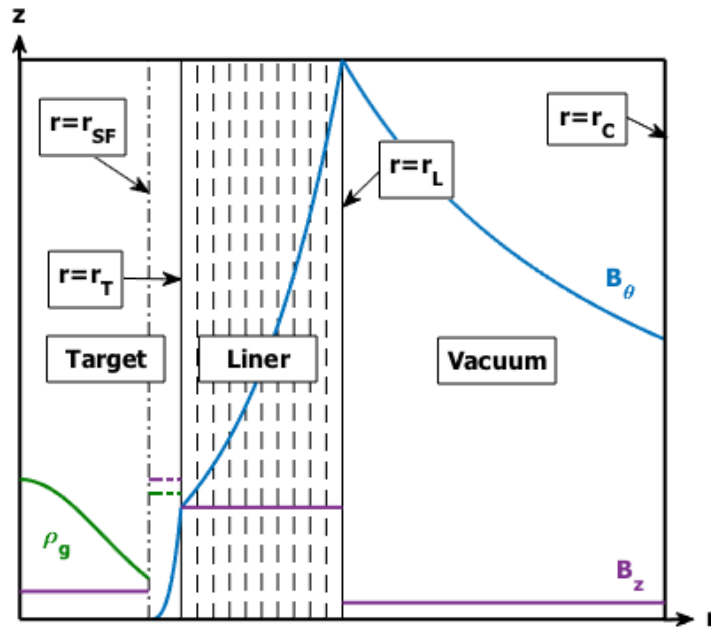 z
r=r_SF
r=r_C
r=r_L
r=r_T
B_θ
Target
Liner
Vacuum
ρ_g
B_z
r